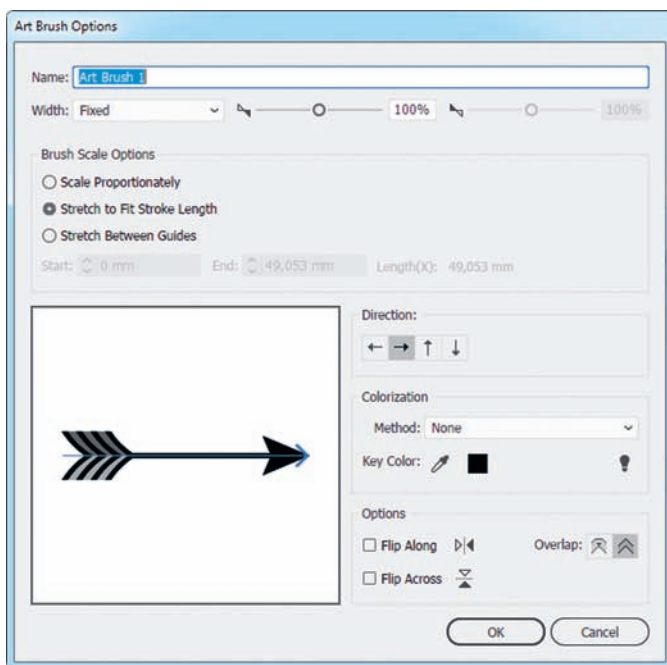 Art Brush Options
Name: Art Brush 1
Width: Fixed 100% 100%
Brush Scale Options
Scale Proportionately
Stretch to Fit Stroke Length
Stretch Between Guides
Start: 0 mm End: 49,053 mm Length(X): 49,053 mm
Direction:
Colorization
Method: None
Key Color:
Options
Flip Along Overlap:
Flip Across
OK Cancel